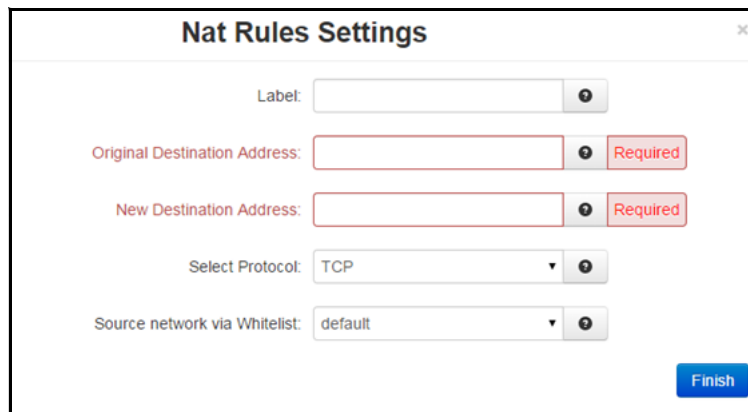 Nat Rules Settings
×
Label:
Original Destination Address: Required
New Destination Address: Required
Select Protocol: TCP
Source network via Whitelist: default
Finish